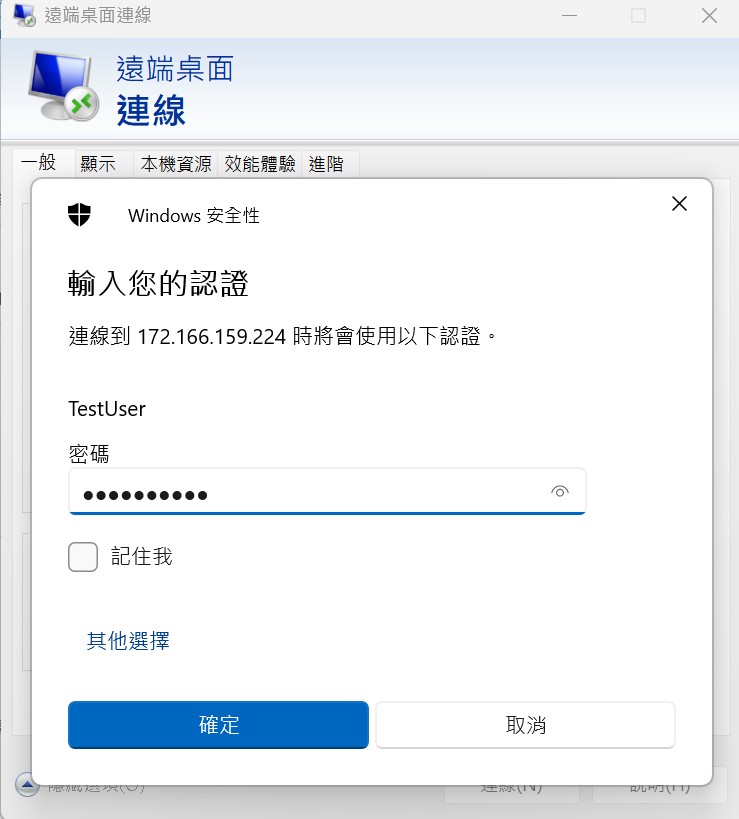 遠端桌面連線
遠端桌面
連線
一般 顯示 本機資源 效能體驗 進階
Windows 安全性
輸入您的認證
連線到 172.166.159.224 時將會使用以下認證。
TestUser
密碼
●●●●●●●●●●
記住我
其他選擇
確定 取消
隱藏選項(O) 連線(N) 說明(H)